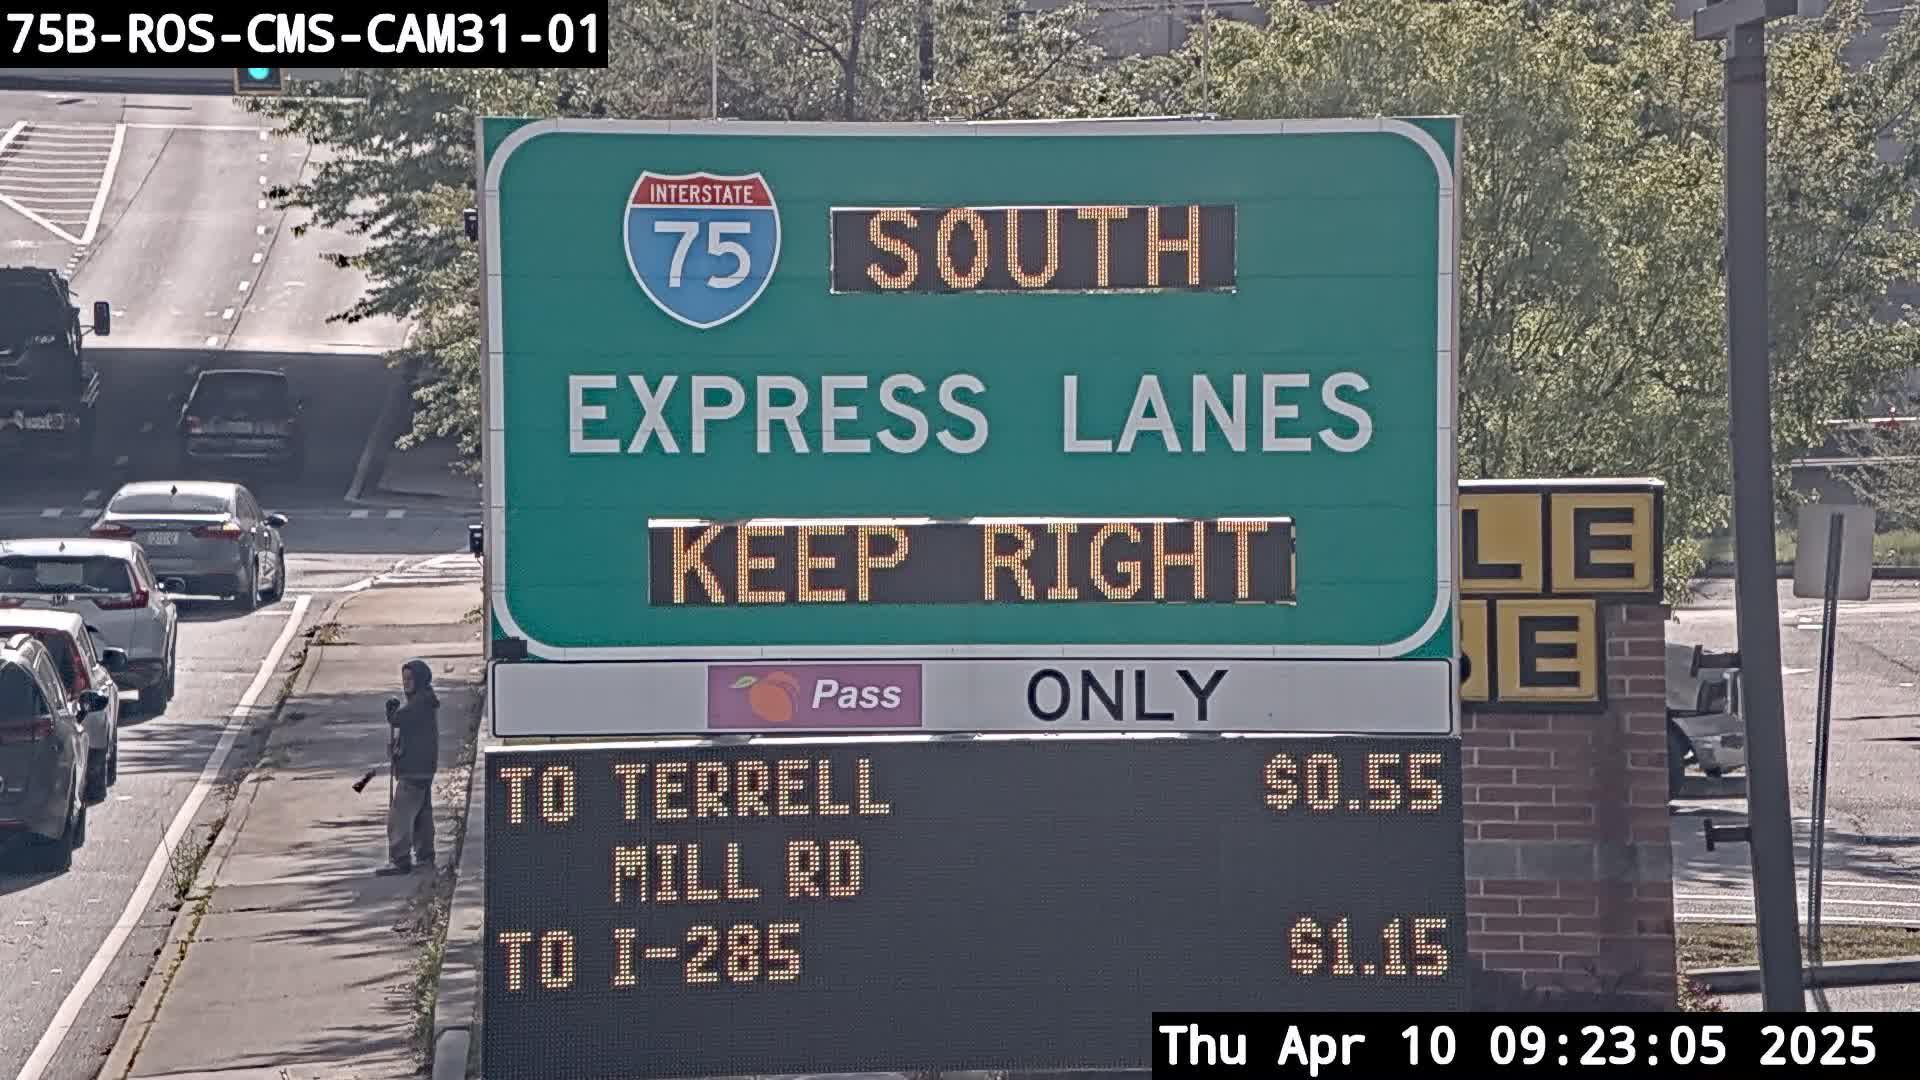 75B-ROS-CMS-CAM31-01
INTERSTATE
75
SOUTH
EXPRESS LANES
KEEP RIGHT
Pass ONLY
TO TERRELL $0.55
MILL RD
TO I-285 $1.15
LE
E
Thu Apr 10 09:23:05 2025